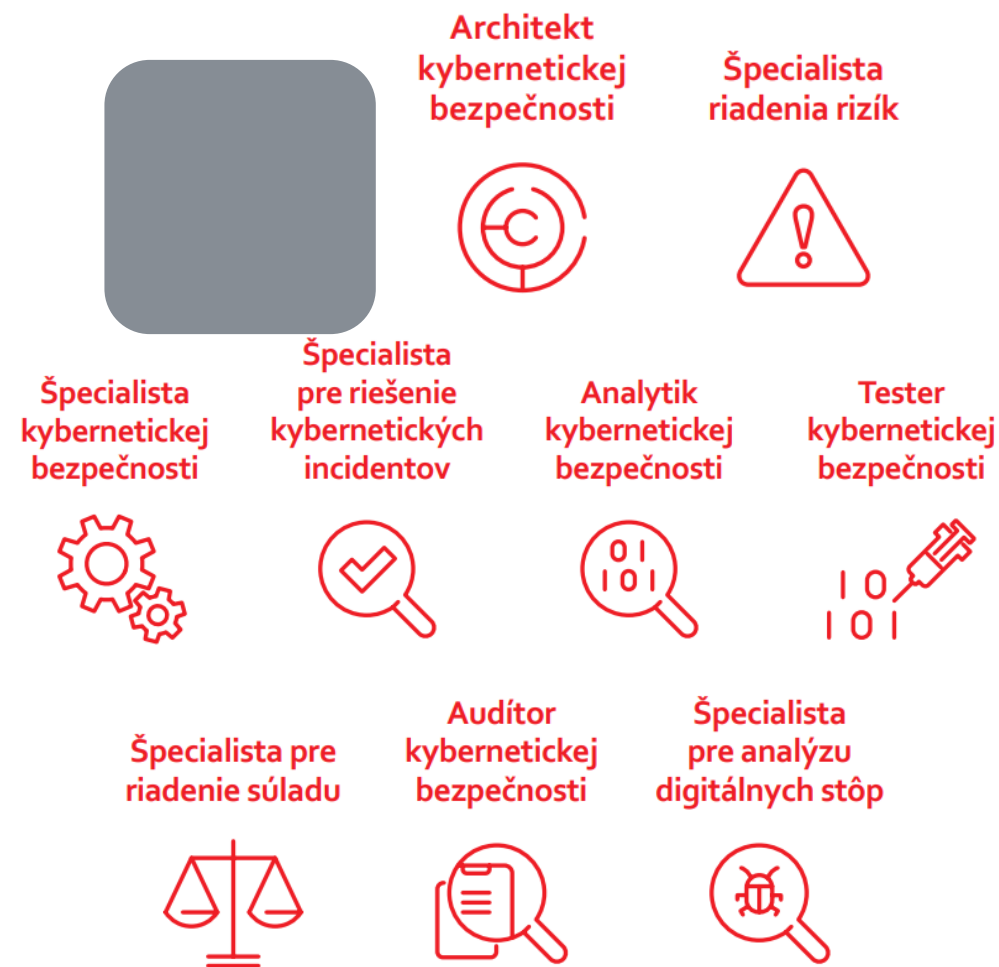 Architekt
kybernetickej
bezpečnosti
Špecialista
riadenia rizík
Špecialista
kybernetickej
bezpečnosti
Špecialista
pre riešenie
kybernetických
incidentov
Analytik
kybernetickej
bezpečnosti
Tester
kybernetickej
bezpečnosti
01
101
10
101
Špecialista pre
riadenie súladu
Audítor
kybernetickej
bezpečnosti
Špecialista
pre analýzu
digitálnych stôp